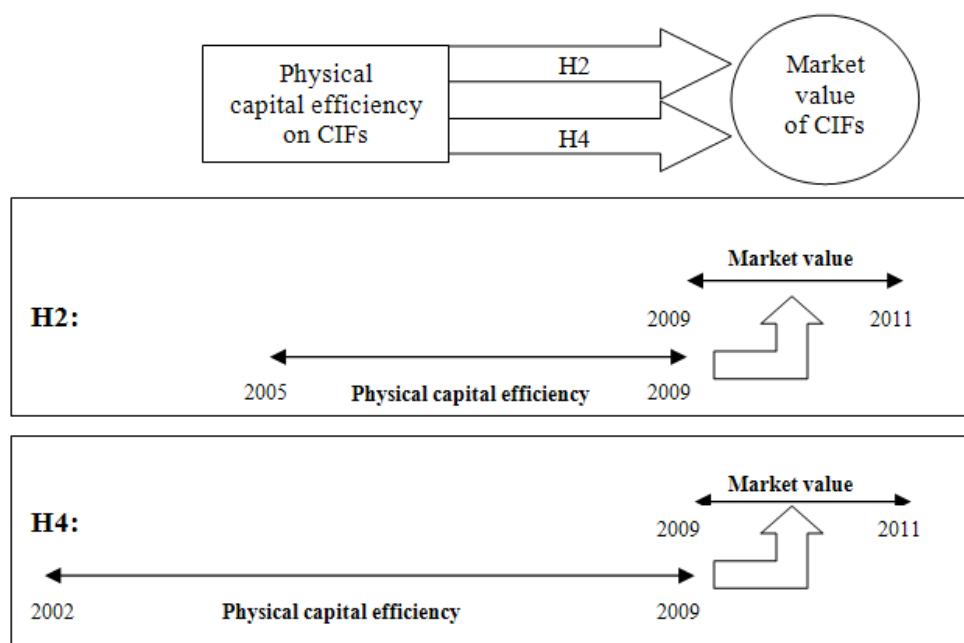 Physical
capital efficiency
on CIFs
H2
H4
Market
value
of CIFs
H2:
Market value
2009
2011
2005
Physical capital efficiency
2009
H4:
Market value
2009
2011
2002
Physical capital efficiency
2009